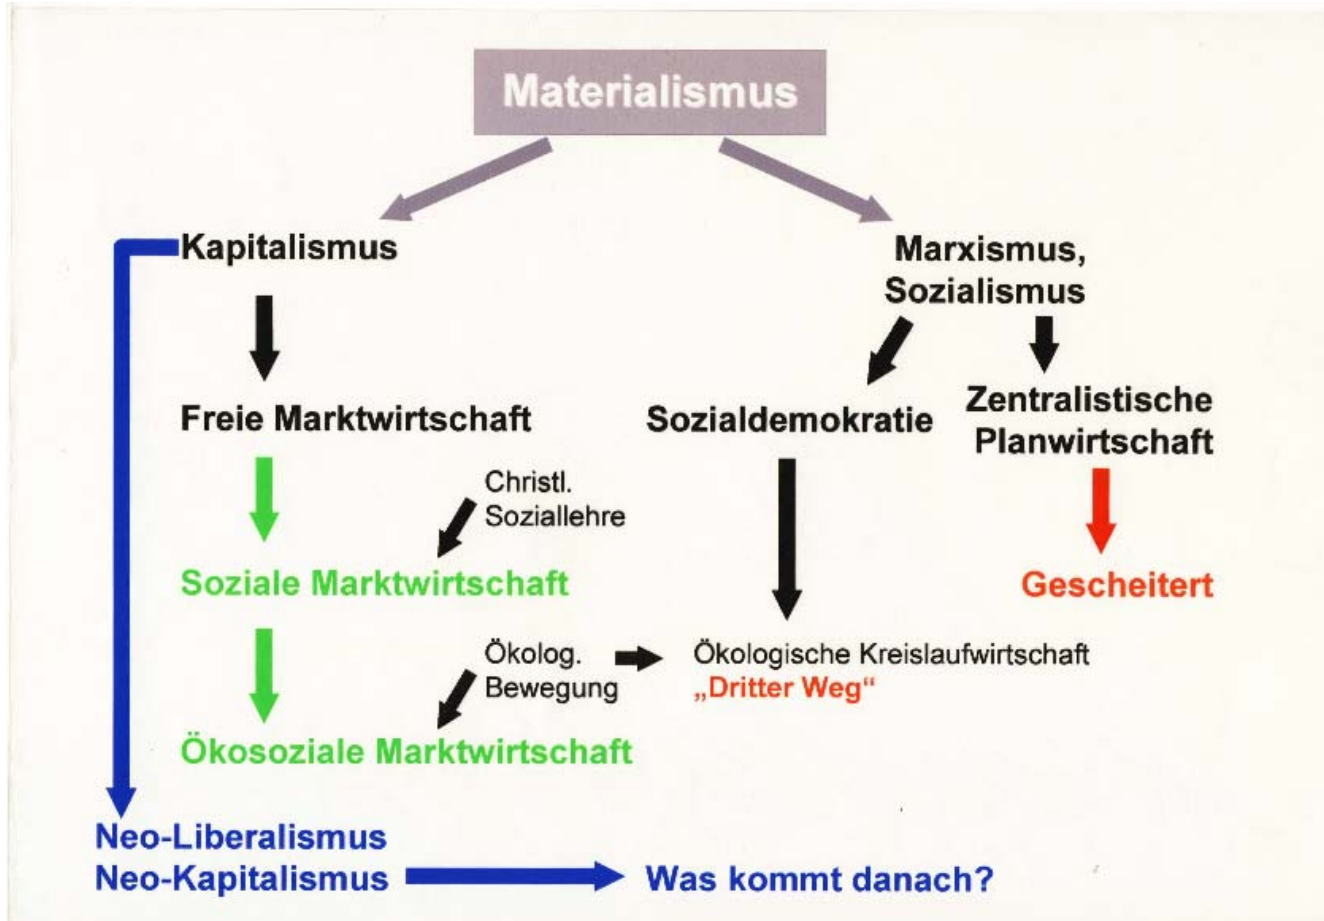 Materialismus
Kapitalismus
Marxismus,
Sozialismus
Freie Marktwirtschaft
Sozialdemokratie
Zentralistische
Planwirtschaft
Christl.
Soziallehre
Soziale Marktwirtschaft
Gescheitert
Ökolog.
Bewegung
Ökologische Kreislaufwirtschaft
„Dritter Weg“
Ökosoziale Marktwirtschaft
Neo-Liberalismus
Neo-Kapitalismus
Was kommt danach?